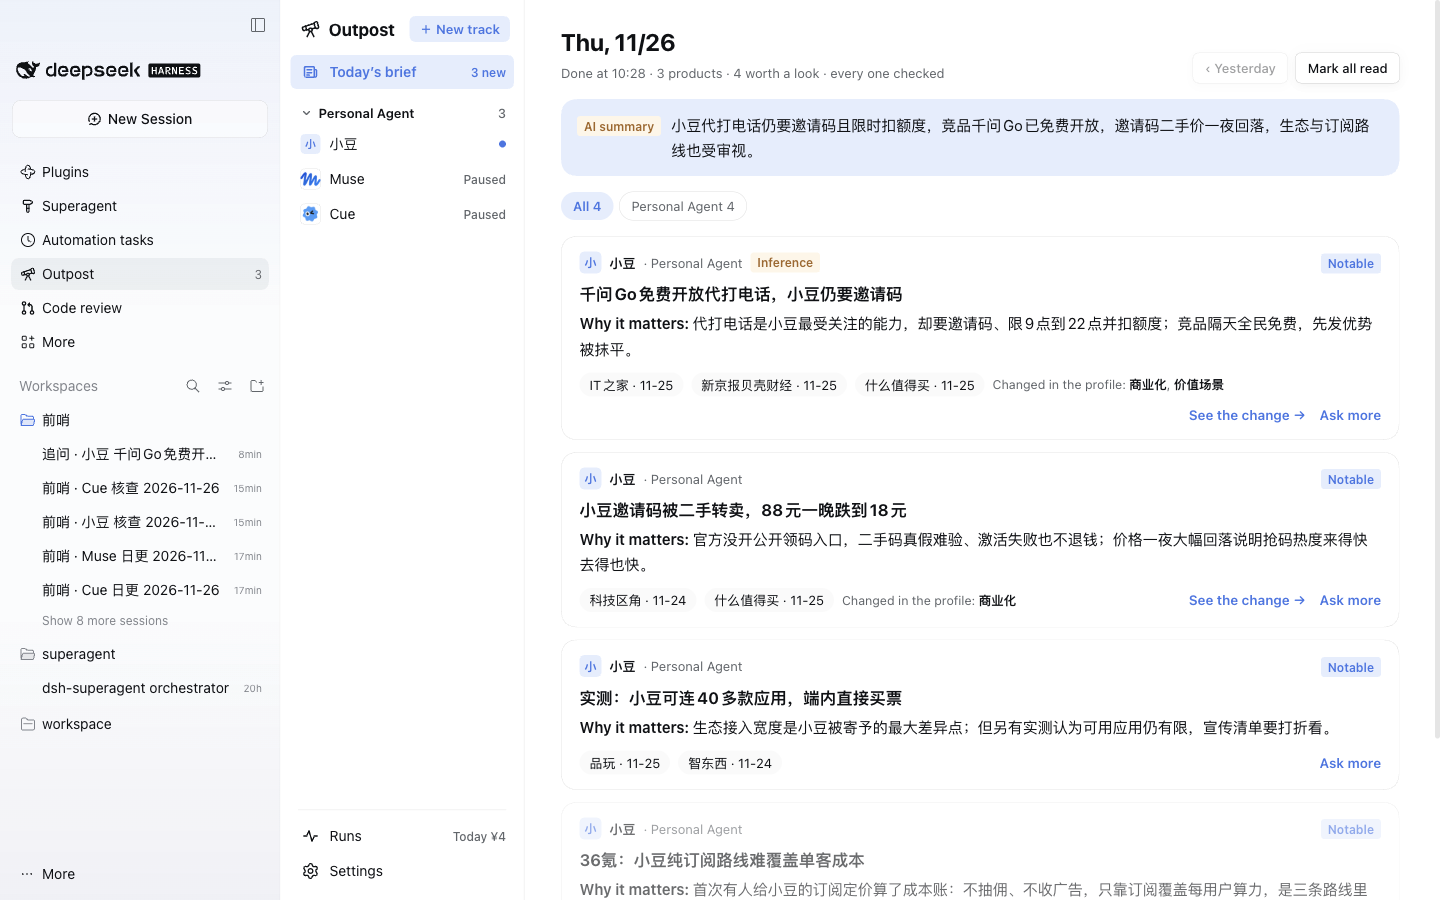 deepseek HARNESS
New Session
Plugins
Superagent
Automation tasks
Outpost 3
Code review
More
Workspaces
前哨
追问 · 小豆 千问Go免费开... 8min
前哨 · Cue 核查 2026-11-26 15min
前哨 · 小豆 核查 2026-11-... 15min
前哨 · Muse 日更 2026-11... 17min
前哨 · Cue 日更 2026-11-26 17min
Show 8 more sessions
superagent
dsh-superagent orchestrator 20h
workspace
··· More
Outpost + New track
Today's brief 3 new
Personal Agent 3
小 小豆
Muse Paused
Cue Paused
Runs Today ¥4
Settings
Thu, 11/26
Done at 10:28 · 3 products · 4 worth a look · every one checked
‹ Yesterday Mark all read
AI summary 小豆代打电话仍要邀请码且限时扣额度，竞品千问Go已免费开放，邀请码二手价一夜回落，生态与订阅路
线也受审视。
All 4 Personal Agent 4
小 小豆 · Personal Agent Inference Notable
千问Go免费开放代打电话，小豆仍要邀请码
Why it matters: 代打电话是小豆最受关注的能力，却要邀请码、限9点到22点并扣额度；竞品隔天全民免费，先发优势
被抹平。
IT之家 · 11-25 新京报贝壳财经 · 11-25 什么值得买 · 11-25 Changed in the profile: 商业化, 价值场景
See the change → Ask more
小 小豆 · Personal Agent Notable
小豆邀请码被二手转卖，88元一晚跌到18元
Why it matters: 官方没开公开领码入口，二手码真假难验、激活失败也不退钱；价格一夜大幅回落说明抢码热度来得快
去得也快。
科技区角 · 11-24 什么值得买 · 11-25 Changed in the profile: 商业化 See the change → Ask more
小 小豆 · Personal Agent Notable
实测：小豆可连40多款应用，端内直接买票
Why it matters: 生态接入宽度是小豆被寄予的最大差异点；但另有实测认为可用应用仍有限，宣传清单要打折看。
品玩 · 11-25 智东西 · 11-24 Ask more
小 小豆 · Personal Agent Notable
36氪：小豆纯订阅路线难覆盖单客成本
Why it matters: 首次有人给小豆的订阅定价算了成本账：不抽佣、不收广告，只靠订阅覆盖每用户算力，是三条路线里